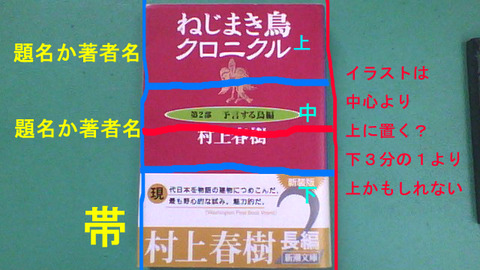 ねじまき鳥
クロニクル
上
題名か著者名
イラストは
中心より
上に置く？
下３分の１より
上かもしれない
第2部 予言する鳥編
中
題名か著者名
村上春樹
新装版
下
現代日本を物語の建物につめこんだ、
最も野心的な試み。魅力的だ。
帯
村上春樹 長編
新潮文庫